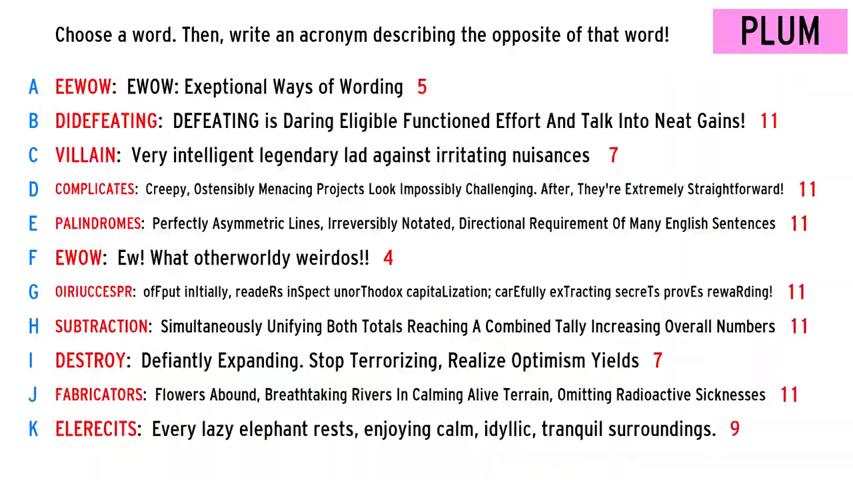 Choose a word. Then, write an acronym describing the opposite of that word!
PLUM
A EEWOW: EWOW: Exeptional Ways of Wording 5
B DIDEFEATING: DEFEATING is Daring Eligible Functioned Effort And Talk Into Neat Gains! 11
C VILLAIN: Very intelligent legendary lad against irritating nuisances 7
D COMPLICATES: Creepy, Ostensibly Menacing Projects Look Impossibly Challenging. After, They're Extremely Straightforward! 11
E PALINDROMES: Perfectly Asymmetric Lines, Irreversibly Notated, Directional Requirement Of Many English Sentences 11
F EWOW: Ew! What otherworldy weirdos!! 4
G OIRIUCCESPR: ofFput inItially, readeRs inSpect unorThodox capitaLization; carEfully exTracting secreTs provEs rewaRding! 11
H SUBTRACTION: Simultaneously Unifying Both Totals Reaching A Combined Tally Increasing Overall Numbers 11
I DESTROY: Defiantly Expanding. Stop Terrorizing, Realize Optimism Yields 7
J FABRICATORS: Flowers Abound, Breathtaking Rivers In Calming Alive Terrain, Omitting Radioactive Sicknesses 11
K ELERECITS: Every lazy elephant rests, enjoying calm, idyllic, tranquil surroundings. 9